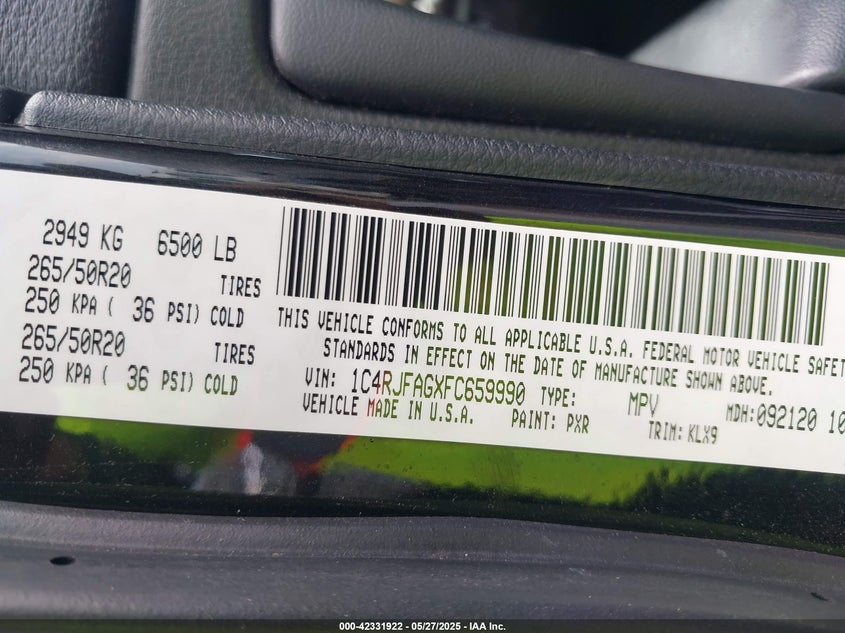 2949 KG 6500 LB
265/50R20 TIRES
250 KPA ( 36 PSI) COLD
265/50R20 TIRES
250 KPA ( 36 PSI) COLD
THIS VEHICLE CONFORMS TO ALL APPLICABLE U.S.A. FEDERAL MOTOR VEHICLE SAFET
STANDARDS IN EFFECT ON THE DATE OF MANUFACTURE SHOWN ABOVE.
VIN: 1C4RJFAGXFC659990 TYPE: MPV MDH:092120 10
VEHICLE MADE IN U.S.A. PAINT: PXR TRIM: KLX9
000-42331922 - 05/27/2025 - IAA Inc.